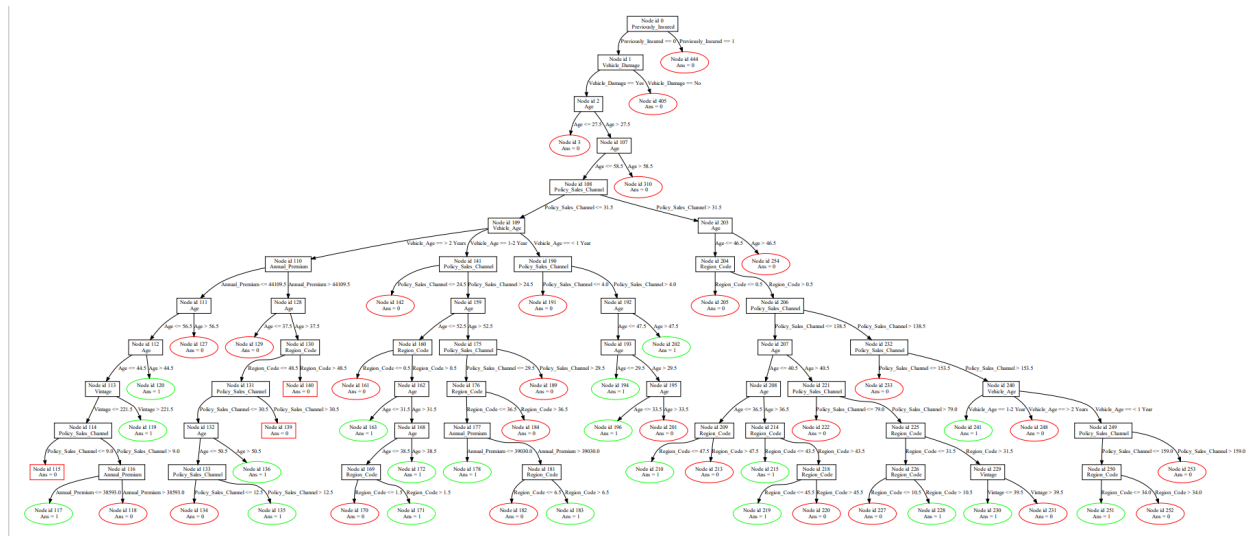 Node id 0
Previously_Insured
Previously_Insured == 0
Previously_Insured == 1
Node id 1
Vehicle_Damage
Node id 444
Ans = 0
Vehicle_Damage == Yes
Vehicle_Damage == No
Node id 2
Age
Node id 405
Ans = 0
Age <= 27.5
Age > 27.5
Node id 3
Ans = 0
Node id 107
Age
Age <= 58.5
Age > 58.5
Node id 108
Policy_Sales_Channel
Node id 310
Ans = 0
Policy_Sales_Channel <= 31.5
Policy_Sales_Channel > 31.5
Node id 109
Vehicle_Age
Node id 203
Age
Vehicle_Age == > 2 Years
Vehicle_Age == 1-2 Year
Vehicle_Age == < 1 Year
Age <= 46.5
Age > 46.5
Node id 110
Annual_Premium
Node id 141
Policy_Sales_Channel
Node id 190
Policy_Sales_Channel
Node id 204
Region_Code
Node id 254
Ans = 0
Annual_Premium <= 44109.5
Annual_Premium > 44109.5
Policy_Sales_Channel <= 24.5
Policy_Sales_Channel > 24.5
Policy_Sales_Channel <= 4.0
Policy_Sales_Channel > 4.0
Region_Code <= 0.5
Region_Code > 0.5
Node id 111
Age
Node id 128
Age
Node id 142
Ans = 0
Node id 159
Age
Node id 191
Ans = 0
Node id 192
Age
Node id 205
Ans = 0
Node id 206
Policy_Sales_Channel
Age <= 56.5
Age > 56.5
Age <= 37.5
Age > 37.5
Age <= 52.5
Age > 52.5
Age <= 47.5
Age > 47.5
Policy_Sales_Channel <= 138.5
Policy_Sales_Channel > 138.5
Node id 112
Age
Node id 127
Ans = 0
Node id 129
Ans = 0
Node id 130
Region_Code
Node id 160
Region_Code
Node id 175
Policy_Sales_Channel
Node id 193
Age
Node id 202
Ans = 1
Node id 207
Age
Node id 232
Policy_Sales_Channel
Age <= 44.5
Age > 44.5
Region_Code <= 48.5
Region_Code > 48.5
Region_Code <= 0.5
Region_Code > 0.5
Policy_Sales_Channel <= 29.5
Policy_Sales_Channel > 29.5
Age <= 29.5
Age > 29.5
Age <= 40.5
Age > 40.5
Policy_Sales_Channel <= 153.5
Policy_Sales_Channel > 153.5
Node id 113
Vintage
Node id 120
Ans = 1
Node id 131
Policy_Sales_Channel
Node id 140
Ans = 0
Node id 161
Ans = 0
Node id 162
Age
Node id 176
Region_Code
Node id 189
Ans = 0
Node id 194
Ans = 1
Node id 195
Age
Node id 208
Age
Node id 221
Policy_Sales_Channel
Node id 233
Ans = 0
Node id 240
Vehicle_Age
Vintage <= 221.5
Vintage > 221.5
Policy_Sales_Channel <= 30.5
Policy_Sales_Channel > 30.5
Age <= 31.5
Age > 31.5
Region_Code <= 36.5
Region_Code > 36.5
Age <= 33.5
Age > 33.5
Age <= 36.5
Age > 36.5
Policy_Sales_Channel <= 79.0
Policy_Sales_Channel > 79.0
Vehicle_Age == 1-2 Year
Vehicle_Age == > 2 Years
Vehicle_Age == < 1 Year
Node id 114
Policy_Sales_Channel
Node id 119
Ans = 1
Node id 132
Age
Node id 139
Ans = 0
Node id 163
Ans = 1
Node id 168
Age
Node id 177
Annual_Premium
Node id 184
Ans = 0
Node id 196
Ans = 1
Node id 201
Ans = 0
Node id 209
Region_Code
Node id 214
Region_Code
Node id 222
Ans = 0
Node id 225
Region_Code
Node id 241
Ans = 1
Node id 248
Ans = 0
Node id 249
Policy_Sales_Channel
Policy_Sales_Channel <= 9.0
Policy_Sales_Channel > 9.0
Age <= 50.5
Age > 50.5
Age <= 38.5
Age > 38.5
Annual_Premium <= 39030.0
Annual_Premium > 39030.0
Region_Code <= 47.5
Region_Code > 47.5
Region_Code <= 43.5
Region_Code > 43.5
Region_Code <= 31.5
Region_Code > 31.5
Policy_Sales_Channel <= 159.0
Policy_Sales_Channel > 159.0
Node id 115
Ans = 0
Node id 116
Annual_Premium
Node id 133
Policy_Sales_Channel
Node id 136
Ans = 1
Node id 169
Region_Code
Node id 172
Ans = 1
Node id 178
Ans = 1
Node id 181
Region_Code
Node id 210
Ans = 1
Node id 213
Ans = 0
Node id 215
Ans = 1
Node id 218
Region_Code
Node id 226
Region_Code
Node id 229
Vintage
Node id 250
Region_Code
Node id 253
Ans = 0
Annual_Premium <= 38593.0
Annual_Premium > 38593.0
Policy_Sales_Channel <= 12.5
Policy_Sales_Channel > 12.5
Region_Code <= 1.5
Region_Code > 1.5
Region_Code <= 6.5
Region_Code > 6.5
Region_Code <= 45.5
Region_Code > 45.5
Region_Code <= 10.5
Region_Code > 10.5
Vintage <= 39.5
Vintage > 39.5
Region_Code <= 34.0
Region_Code > 34.0
Node id 117
Ans = 1
Node id 118
Ans = 0
Node id 134
Ans = 0
Node id 135
Ans = 1
Node id 170
Ans = 0
Node id 171
Ans = 1
Node id 182
Ans = 0
Node id 183
Ans = 1
Node id 219
Ans = 1
Node id 220
Ans = 0
Node id 227
Ans = 0
Node id 228
Ans = 1
Node id 230
Ans = 1
Node id 231
Ans = 0
Node id 251
Ans = 1
Node id 252
Ans = 0